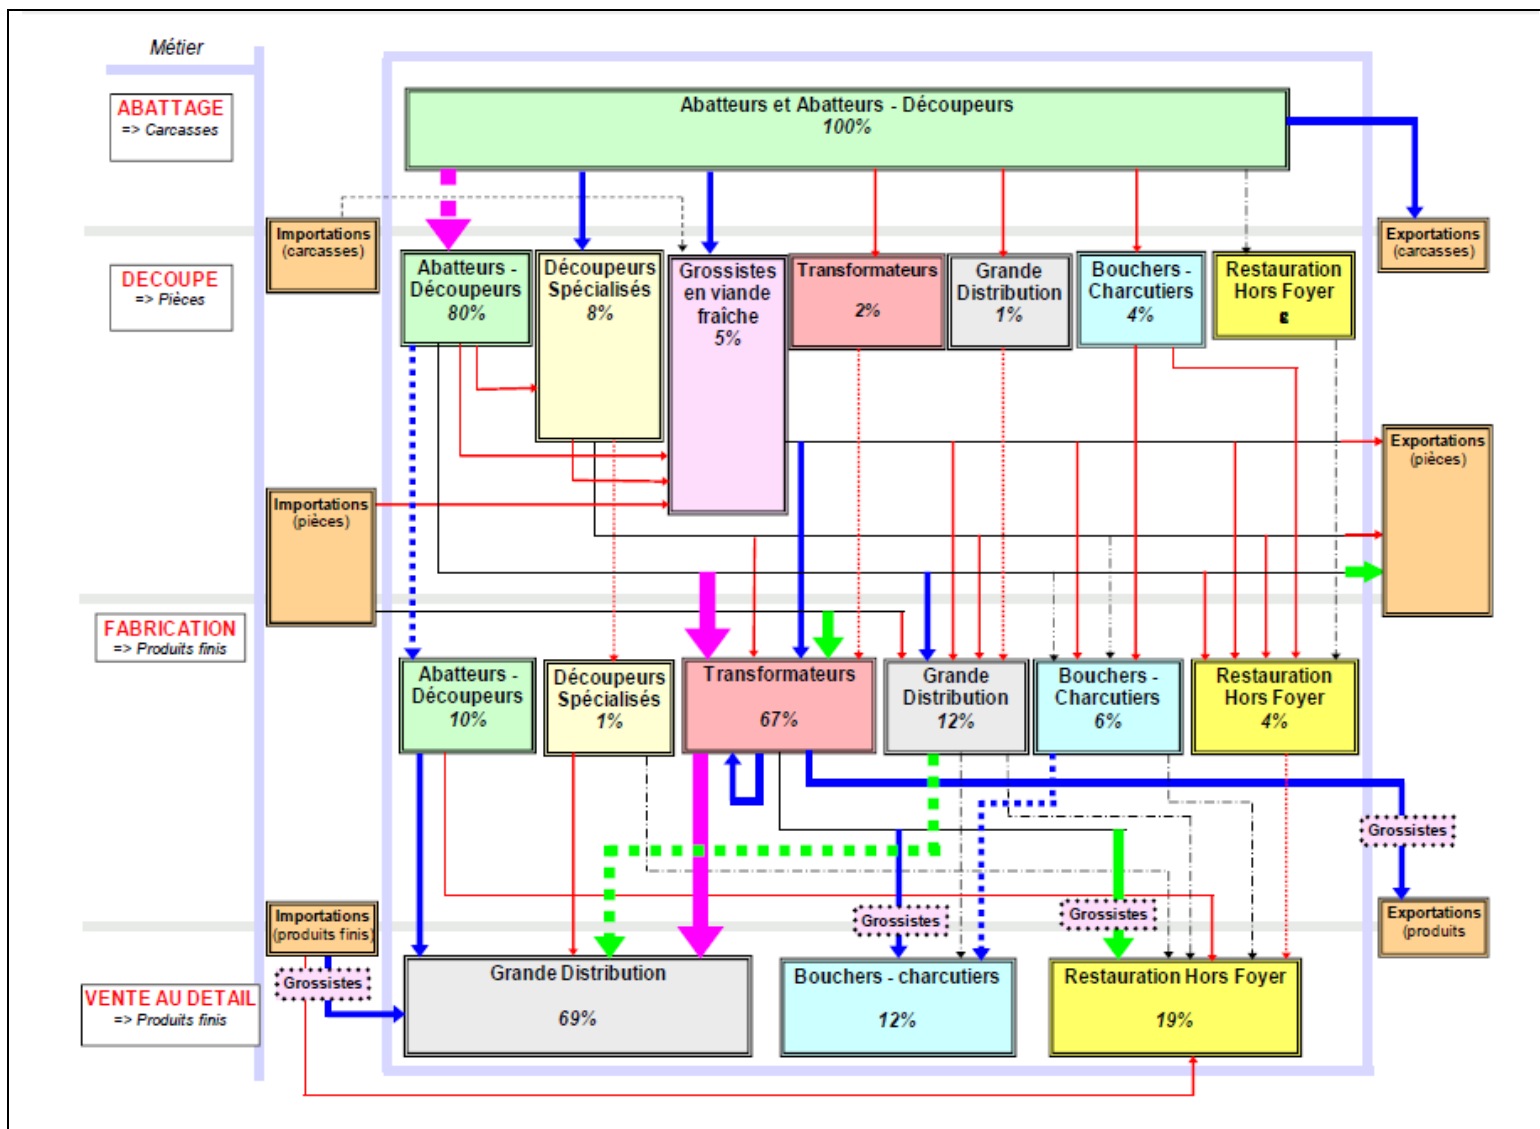 Métier
ABATTAGE
=> Carcasses
Abatteurs et Abatteurs - Découpeurs
100%
Importations
(carcasses)
Exportations
(carcasses)
DECOUPE
=> Pièces
Abatteurs -
Découpeurs
80%
Découpeurs
Spécialisés
8%
Grossistes
en viande
fraîche
5%
Transformateurs
2%
Grande
Distribution
1%
Bouchers -
Charcutiers
4%
Restauration
Hors Foyer
Exportations
(pièces)
Importations
(pièces)
FABRICATION
=> Produits finis
Abatteurs -
Découpeurs
10%
Découpeurs
Spécialisés
1%
Transformateurs
67%
Grande
Distribution
12%
Bouchers -
Charcutiers
6%
Restauration
Hors Foyer
4%
Grossistes
Importations
(produits finis)
Grossistes
Grossistes
Grossistes
Exportations
(produits
VENTE AU DETAIL
=> Produits finis
Grande Distribution
69%
Bouchers - charcutiers
12%
Restauration Hors Foyer
19%